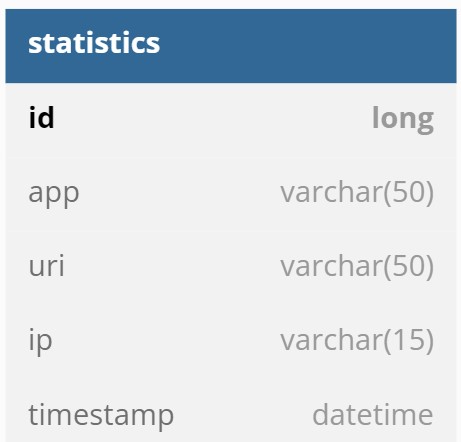 statistics
id long
app varchar(50)
uri varchar(50)
ip varchar(15)
timestamp datetime